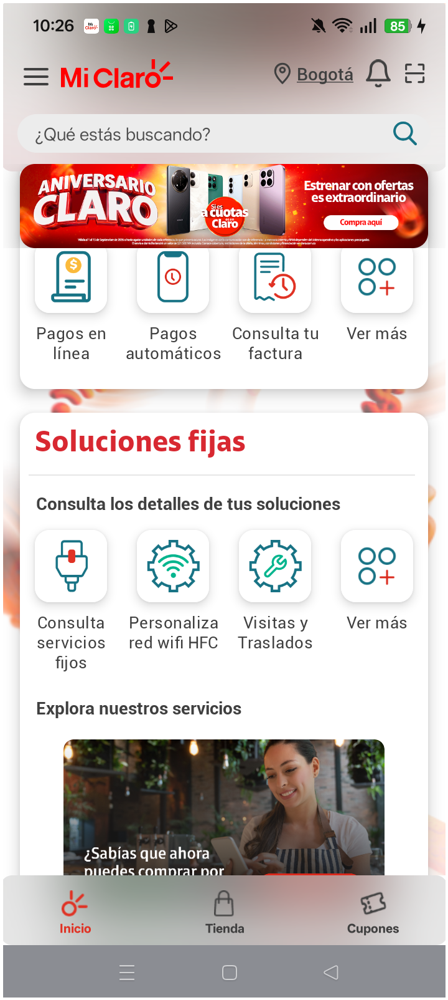 10:26
85
Mi Claro
Bogotá
¿Qué estás buscando?
ANIVERSARIO
CLARO
Si es
a cuotas
es en
Claro
Estrenar con ofertas
es extraordinario
Compra aquí
Pagos en
línea
Pagos
automáticos
Consulta tu
factura
Ver más
Soluciones fijas
Consulta los detalles de tus soluciones
Consulta
servicios
fijos
Personaliza
red wifi HFC
Visitas y
Traslados
Ver más
Explora nuestros servicios
¿Sabías que ahora
puedes comprar por
Inicio
Tienda
Cupones